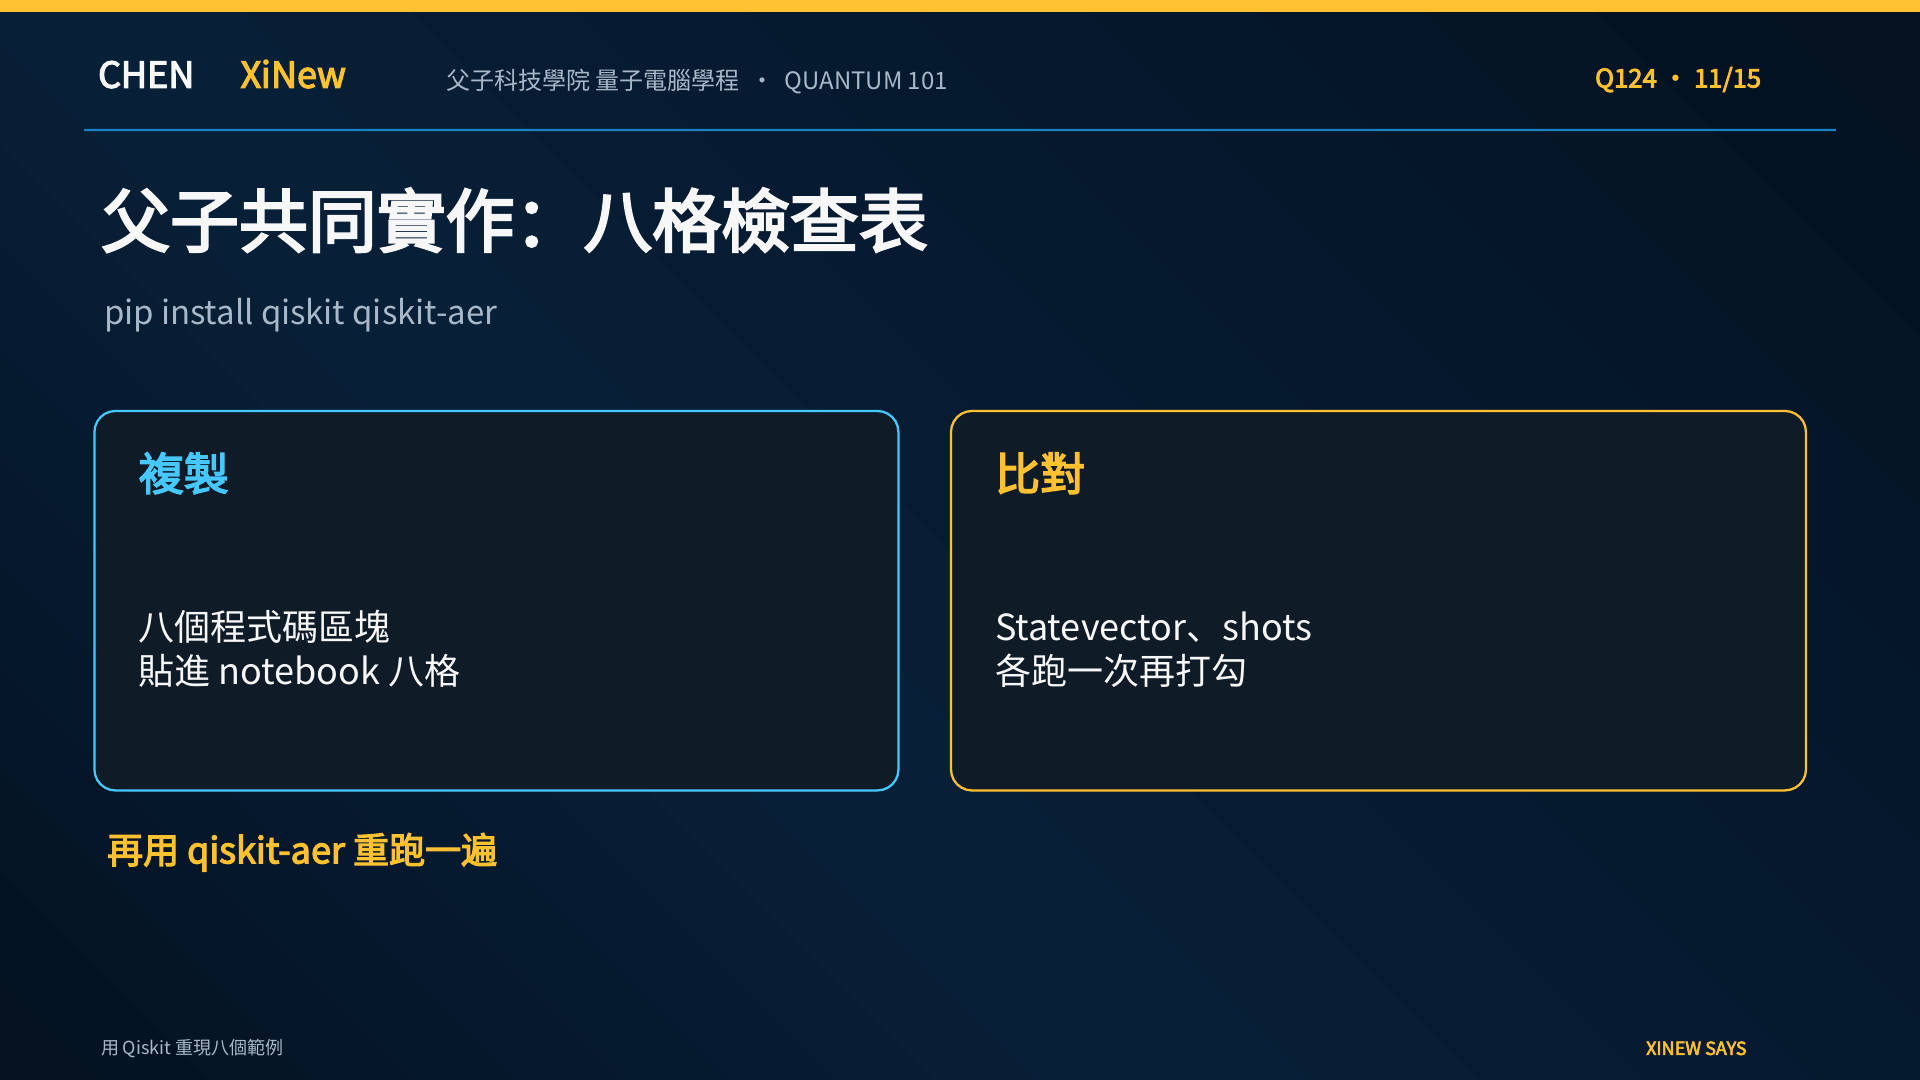 CHEN XiNew 父子科技學院 量子電腦學程 · QUANTUM 101 Q124 · 11/15
父子共同實作：八格檢查表
pip install qiskit qiskit-aer
複製
八個程式碼區塊
貼進 notebook 八格
比對
Statevector、shots
各跑一次再打勾
再用 qiskit-aer 重跑一遍
用 Qiskit 重現八個範例 XINEW SAYS